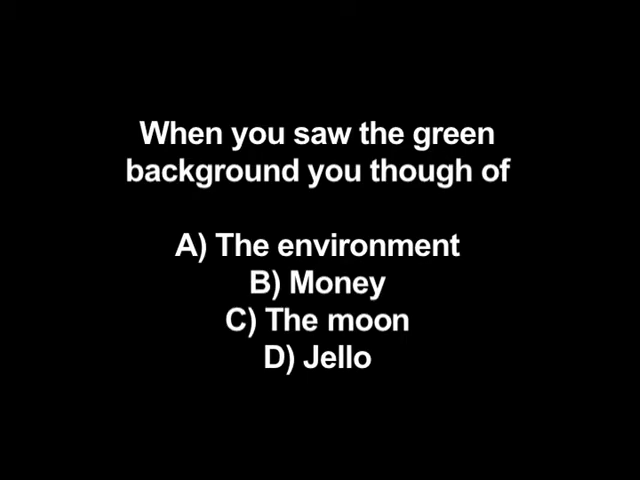 When you saw the green
background you though of
A) The environment
B) Money
C) The moon
D) Jello